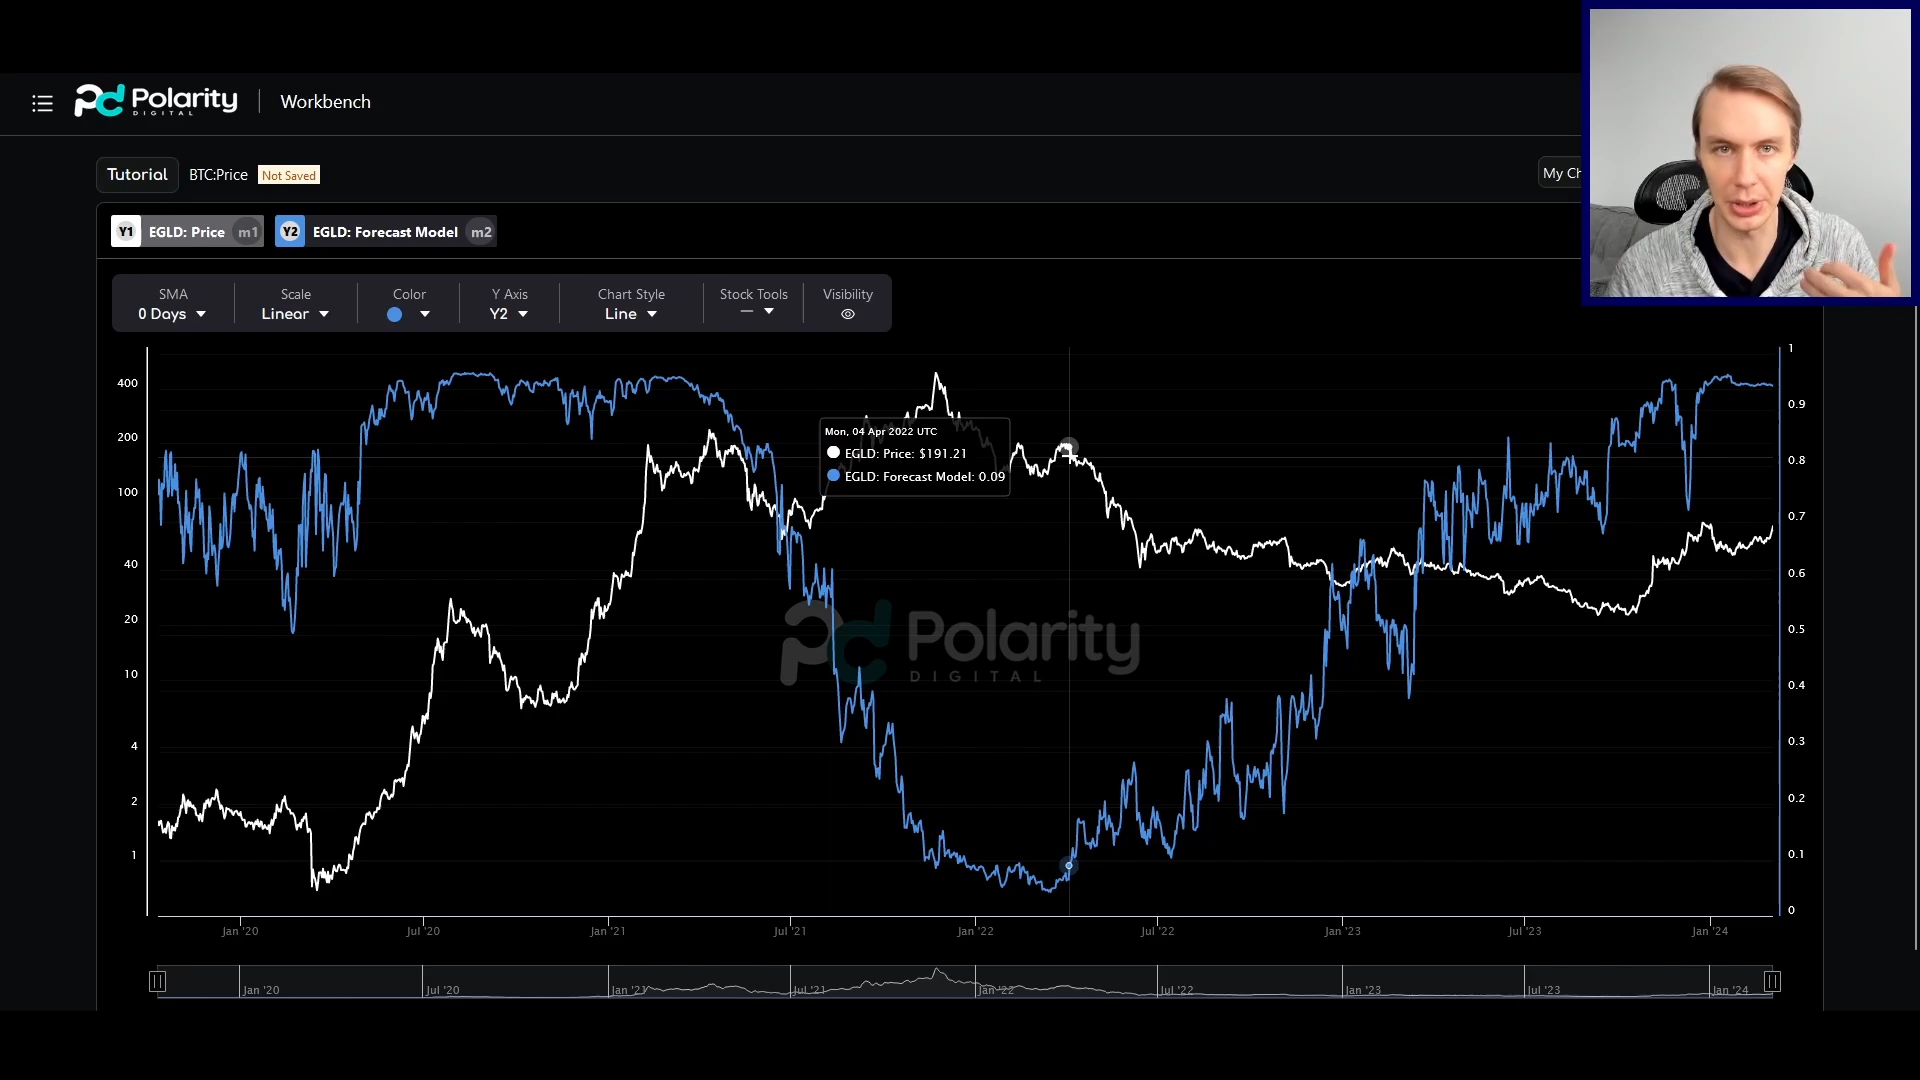 Polarity
DIGITAL
Workbench
Tutorial BTC:Price Not Saved
My Ch
Y1 EGLD: Price m1 Y2 EGLD: Forecast Model m2
SMA Scale Color Y Axis Chart Style Stock Tools Visibility
0 Days Linear Y2 Line
400
200
100
40
20
10
4
2
1
Mon, 04 Apr 2022 UTC
EGLD: Price: $191.21
EGLD: Forecast Model: 0.09
Polarity
DIGITAL
1
0.9
0.8
0.7
0.6
0.5
0.4
0.3
0.2
0.1
0
Jan '20 Jul '20 Jan '21 Jul '21 Jan '22 Jul '22 Jan '23 Jul '23 Jan '24
Jan '20 Jul '20 Jan '21 Jul '21 Jan '22 Jul '22 Jan '23 Jul '23 Jan '24